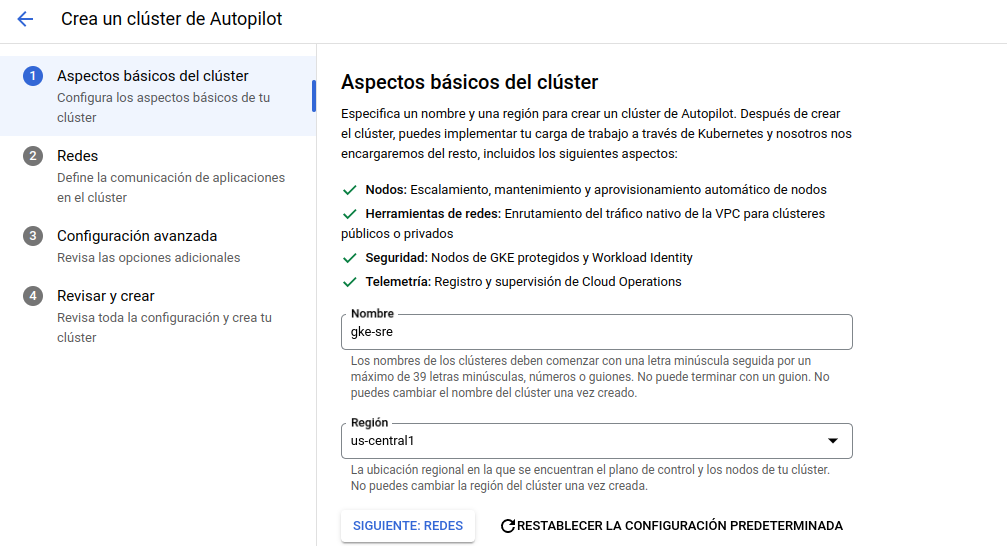 Crea un clúster de Autopilot
1
Aspectos básicos del clúster
Configura los aspectos básicos de tu
clúster
2
Redes
Define la comunicación de aplicaciones
en el clúster
3
Configuración avanzada
Revisa las opciones adicionales
4
Revisar y crear
Revisa toda la configuración y crea tu
clúster
Aspectos básicos del clúster
Especifica un nombre y una región para crear un clúster de Autopilot. Después de crear
el clúster, puedes implementar tu carga de trabajo a través de Kubernetes y nosotros nos
encargaremos del resto, incluidos los siguientes aspectos:
Nodos: Escalamiento, mantenimiento y aprovisionamiento automático de nodos
Herramientas de redes: Enrutamiento del tráfico nativo de la VPC para clústeres
públicos o privados
Seguridad: Nodos de GKE protegidos y Workload Identity
Telemetría: Registro y supervisión de Cloud Operations
Nombre
gke-sre
Los nombres de los clústeres deben comenzar con una letra minúscula seguida por un
máximo de 39 letras minúsculas, números o guiones. No puede terminar con un guion. No
puedes cambiar el nombre del clúster una vez creado.
Región
us-central1
La ubicación regional en la que se encuentran el plano de control y los nodos de tu clúster.
No puedes cambiar la región del clúster una vez creada.
SIGUIENTE: REDES
RESTABLECER LA CONFIGURACIÓN PREDETERMINADA